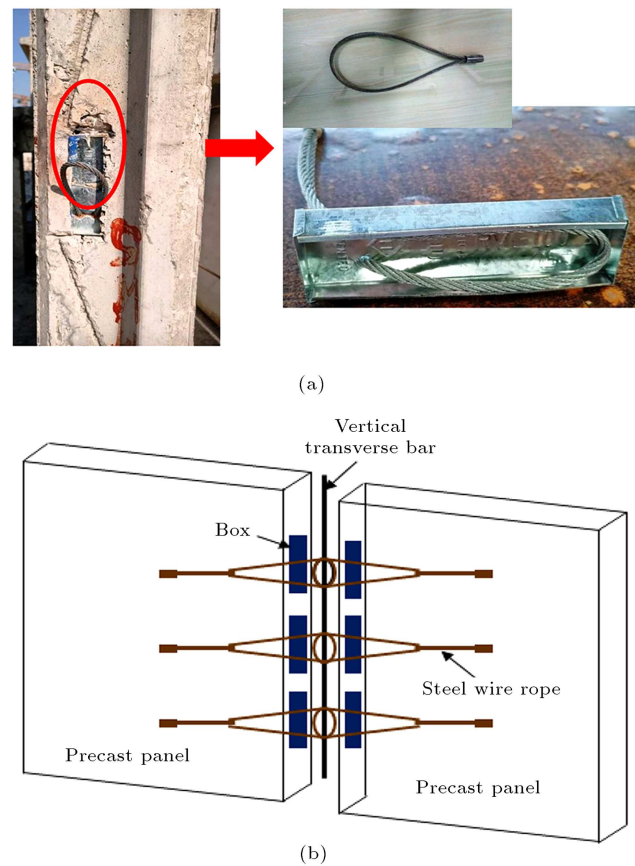 (a)
Vertical
transverse bar
Box
Steel wire rope
Precast panel
Precast panel
(b)